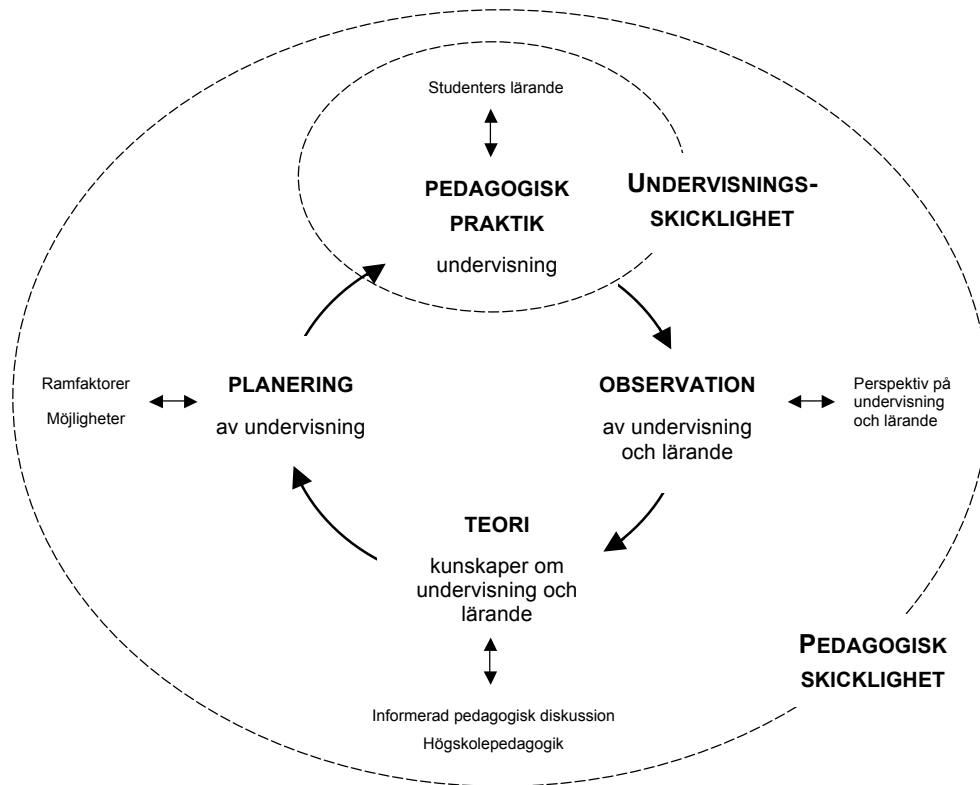 Studenters lärande
PEDAGOGISK
PRAKTIK
undervisning
UNDERVISNINGS-
SKICKLIGHET
Ramfaktorer
Möjligheter
PLANERING
av undervisning
OBSERVATION
av undervisning
och lärande
Perspektiv på
undervisning
och lärande
TEORI
kunskaper om
undervisning och
lärande
Informerad pedagogisk diskussion
Högskolepedagogik
PEDAGOGISK
SKICKLIGHET